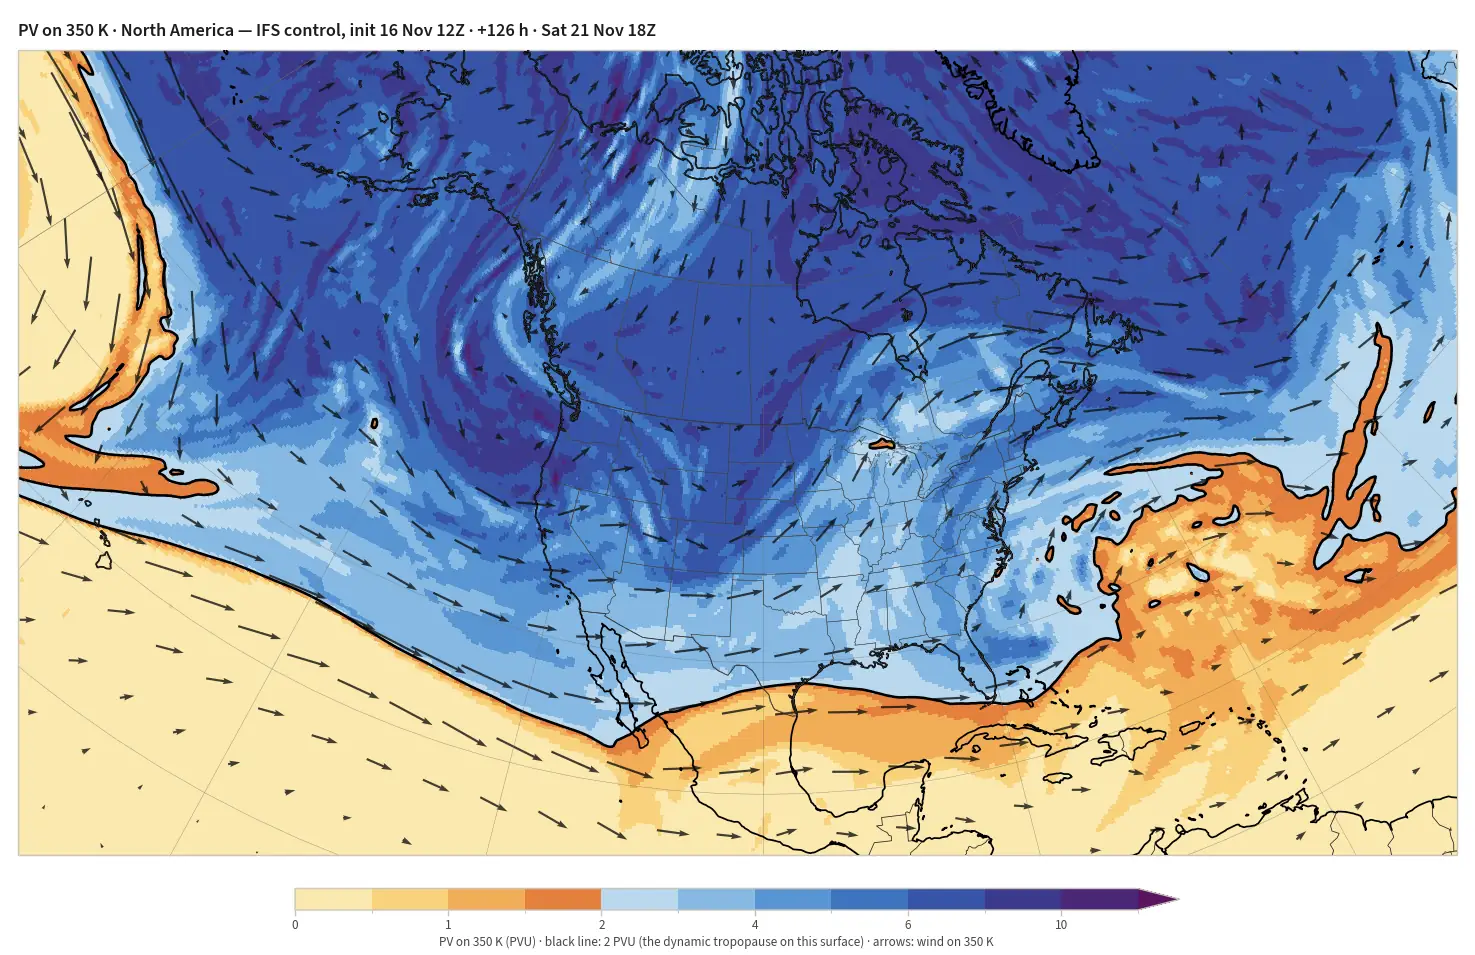 PV on 350 K · North America — IFS control, init 16 Nov 12Z · +126 h · Sat 21 Nov 18Z
0 1 2 4 6 10
PV on 350 K (PVU) · black line: 2 PVU (the dynamic tropopause on this surface) · arrows: wind on 350 K